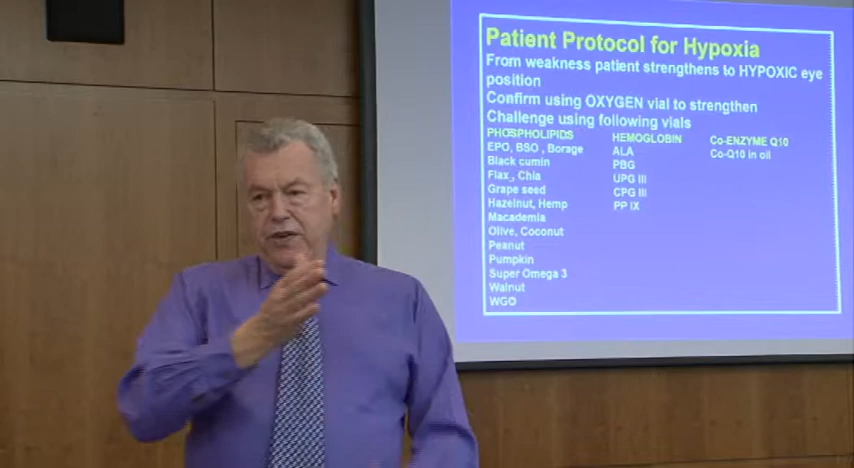 Patient Protocol for Hypoxia
From weakness patient strengthens to HYPOXIC eye
position
Confirm using OXYGEN vial to strengthen
Challenge using following vials
PHOSPHOLIPIDS
EPO, BSO , Borage
Black cumin
Flax, Chia
Grape seed
Hazelnut, Hemp
Macademia
Olive, Coconut
Peanut
Pumpkin
Super Omega 3
Walnut
WGO
HEMOGLOBIN
ALA
PBG
UPG III
CPG III
PP IX
Co-ENZYME Q10
Co-Q10 in oil